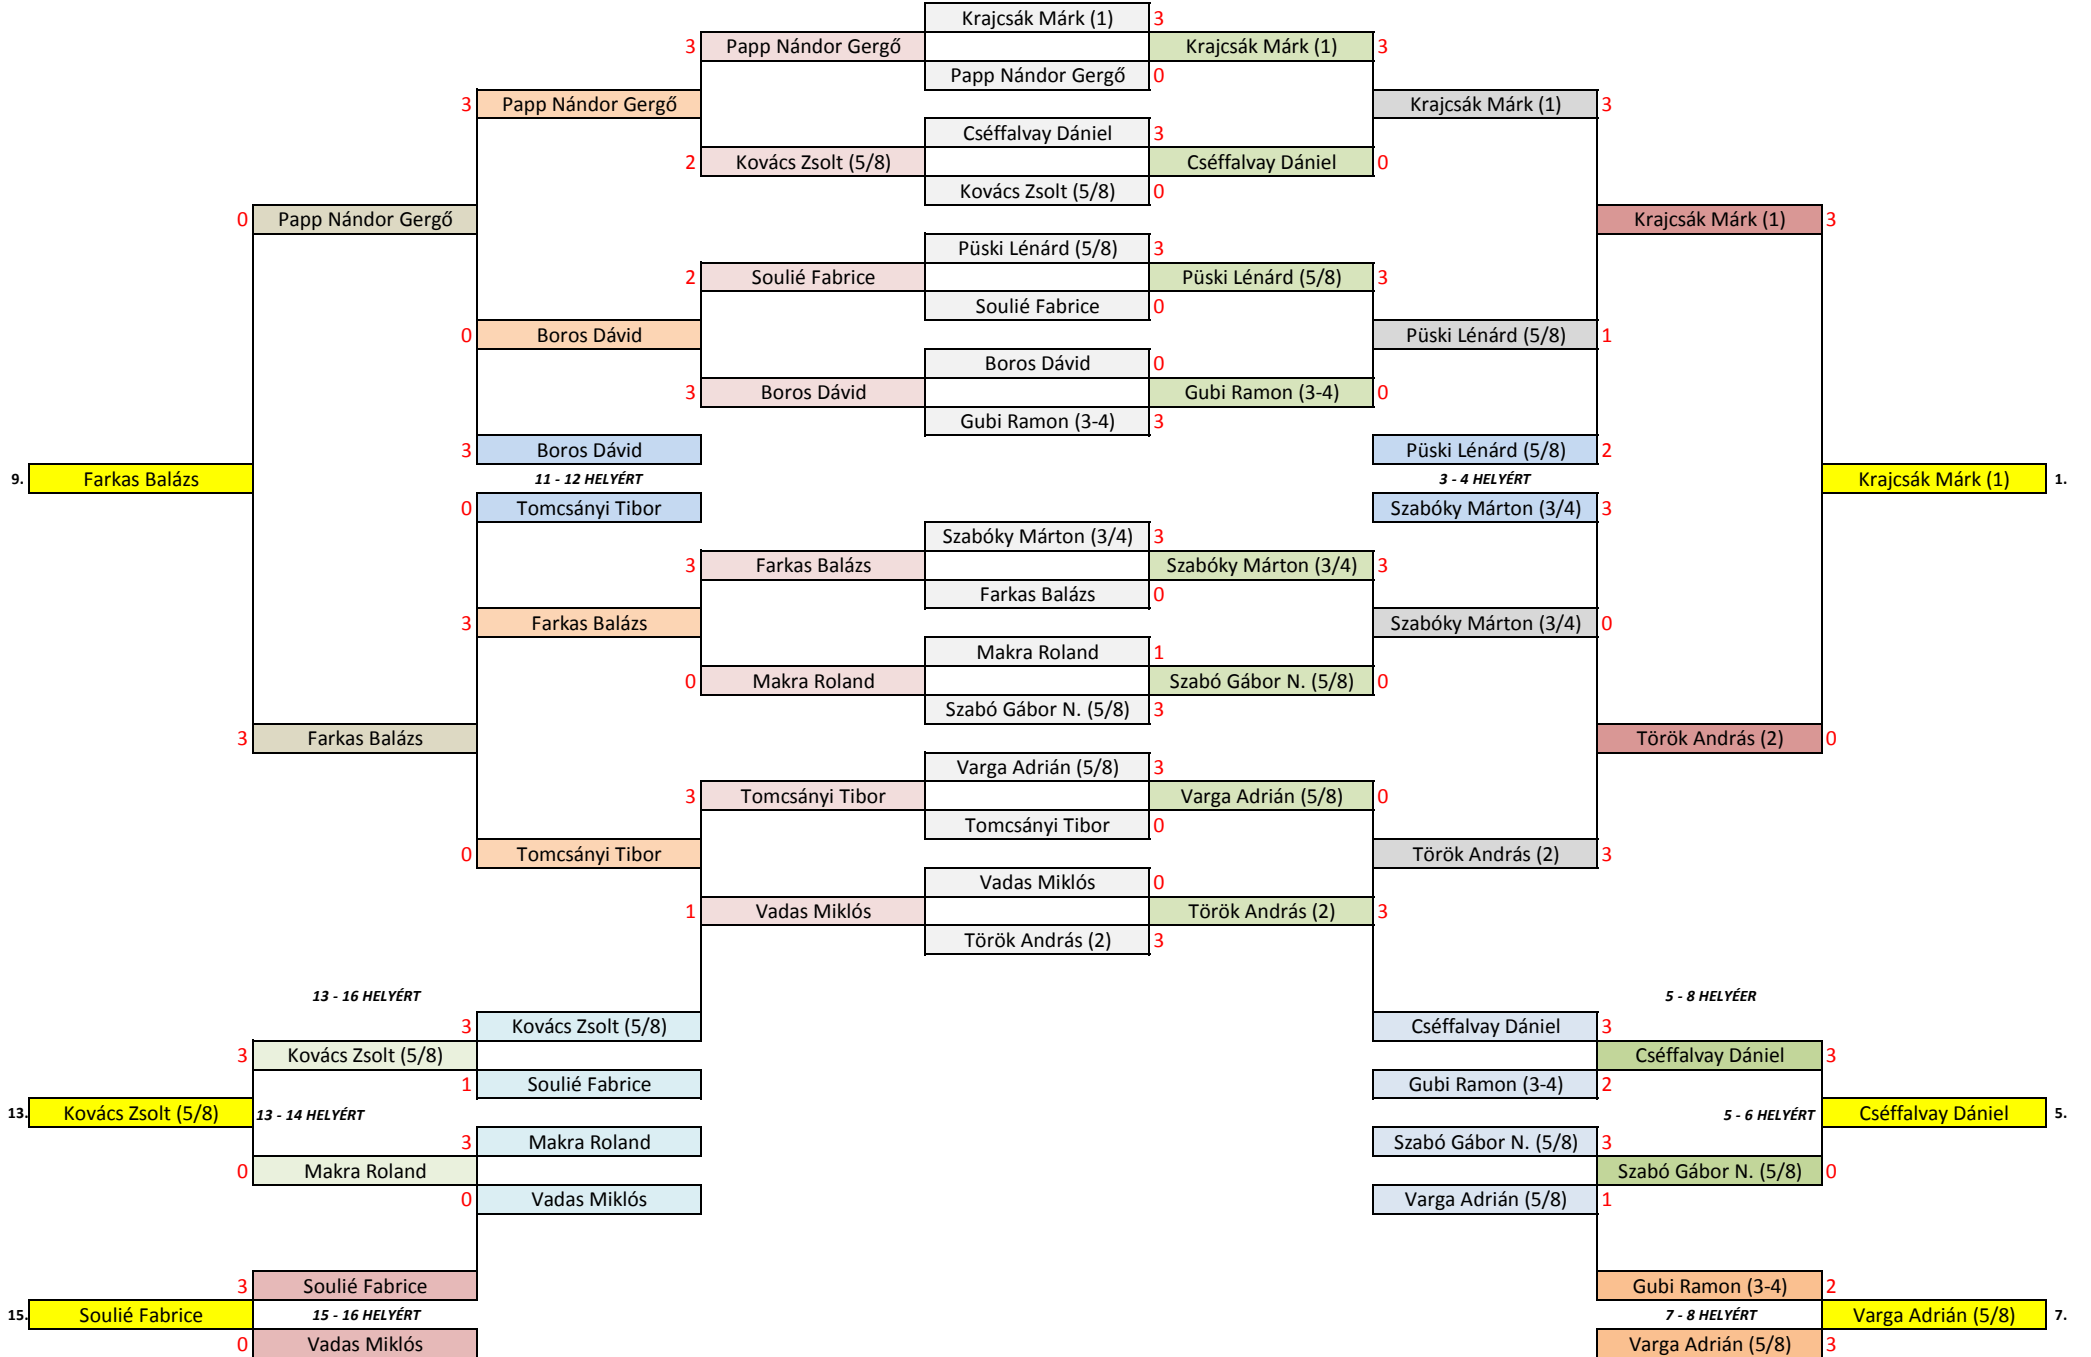 Krajcsák Márk (1) 3
3 Papp Nándor Gergő Krajcsák Márk (1) 3
Papp Nándor Gergő 0
3 Papp Nándor Gergő Krajcsák Márk (1) 3
Cséffalvay Dániel 3
2 Kovács Zsolt (5/8) Cséffalvay Dániel 0
Kovács Zsolt (5/8) 0
0 Papp Nándor Gergő Krajcsák Márk (1) 3
Püski Lénárd (5/8) 3
2 Soulié Fabrice Püski Lénárd (5/8) 3
Soulié Fabrice 0
0 Boros Dávid Püski Lénárd (5/8) 1
Boros Dávid 0
3 Boros Dávid Gubi Ramon (3-4) 0
Gubi Ramon (3-4) 3
3 Boros Dávid Püski Lénárd (5/8) 2
9. Farkas Balázs 11 - 12 HELYÉRT 3 - 4 HELYÉRT Krajcsák Márk (1) 1.
0 Tomcsányi Tibor Szabóky Márton (3/4) 3
Szabóky Márton (3/4) 3
3 Farkas Balázs Szabóky Márton (3/4) 3
Farkas Balázs 0
3 Farkas Balázs Szabóky Márton (3/4) 0
Makra Roland 1
0 Makra Roland Szabó Gábor N. (5/8) 0
Szabó Gábor N. (5/8) 3
3 Farkas Balázs Török András (2) 0
Varga Adrián (5/8) 3
3 Tomcsányi Tibor Varga Adrián (5/8) 0
Tomcsányi Tibor 0
0 Tomcsányi Tibor Török András (2) 3
Vadas Miklós 0
1 Vadas Miklós Török András (2) 3
Török András (2) 3
13 - 16 HELYÉRT 5 - 8 HELYÉER
3 Kovács Zsolt (5/8) Cséffalvay Dániel 3
3 Kovács Zsolt (5/8) Cséffalvay Dániel 3
1 Soulié Fabrice Gubi Ramon (3-4) 2
13. Kovács Zsolt (5/8) 13 - 14 HELYÉRT 5 - 6 HELYÉRT Cséffalvay Dániel 5.
3 Makra Roland Szabó Gábor N. (5/8) 3
0 Makra Roland Szabó Gábor N. (5/8) 0
0 Vadas Miklós Varga Adrián (5/8) 1
3 Soulié Fabrice Gubi Ramon (3-4) 2
15. Soulié Fabrice 15 - 16 HELYÉRT 7 - 8 HELYÉRT Varga Adrián (5/8) 7.
0 Vadas Miklós Varga Adrián (5/8) 3